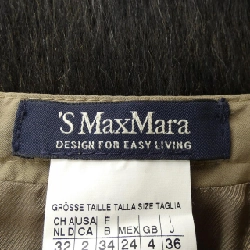 'S MaxMara
DESIGN FOR EASY LIVING
GRÖSSE TAILLE TALLA SIZE TAGLIA
CH A USA F
NL D CA B MEX GB J
32 2 34 24 4 36